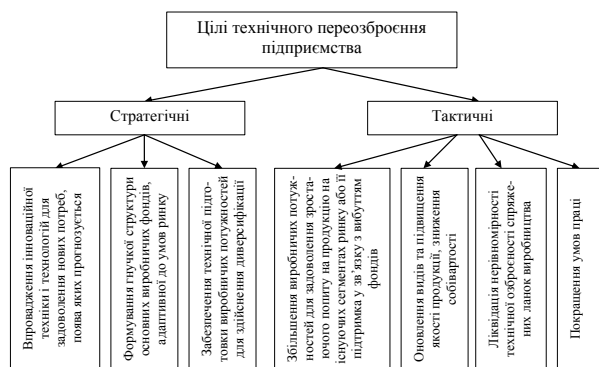 Цілі технічного переозброєння
підприємства
Стратегічні
Тактичні
Впровадження інноваційної
техніки і технологій для
задоволення нових потреб,
поява яких прогнозується
Формування гнучкої структури
основних виробничих фондів,
адаптивної до умов ринку
Забезпечення технічної підго-
товки виробничих потужностей
для здійснення диверсифікації
Збільшення виробничих потуж-
ностей для задоволення зроста-
ючого попиту на продукцію на
існуючих сегментах ринку або її
підтримка у зв’язку з вибуттям
фондів
Оновлення видів та підвищення
якості продукції, зниження
собівартості
Ліквідація нерівномірності
технічної озброєності спряже-
них ланок виробництва
Покращення умов праці